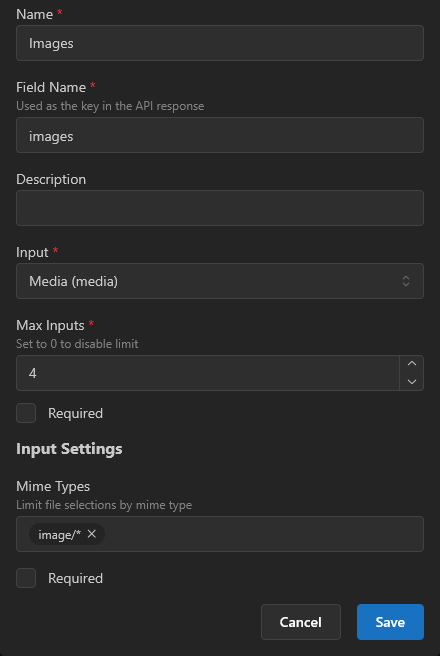 Name *
Images
Field Name *
Used as the key in the API response
images
Description
Input *
Media (media)
Max Inputs *
Set to 0 to disable limit
4
Required
Input Settings
Mime Types
Limit file selections by mime type
image/* ×
Required
Cancel Save